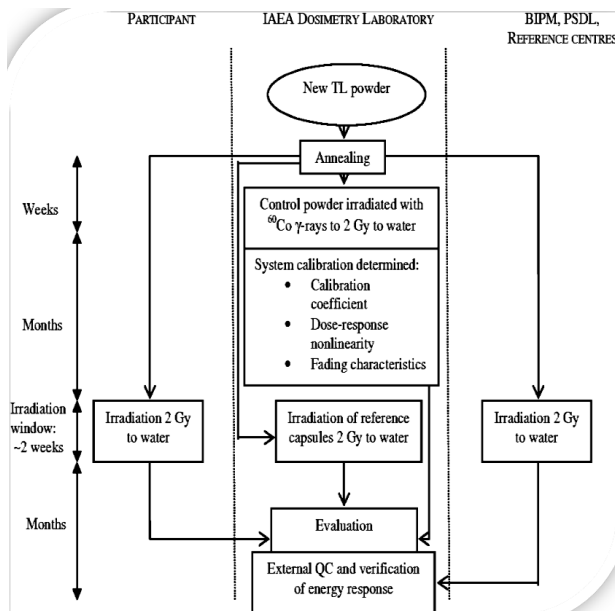 PARTICIPANT
IAEA DOSIMETRY LABORATORY
BIPM, PSDL,
REFERENCE CENTRES
New TL powder
Annealing
Weeks
Control powder irradiated with
⁶⁰Co γ-rays to 2 Gy to water
System calibration determined:
• Calibration
coefficient
• Dose-response
nonlinearity
• Fading characteristics
Months
Irradiation
window:
~2 weeks
Irradiation 2 Gy
to water
Irradiation of reference
capsules 2 Gy to water
Irradiation 2 Gy
to water
Months
Evaluation
External QC and verification
of energy response